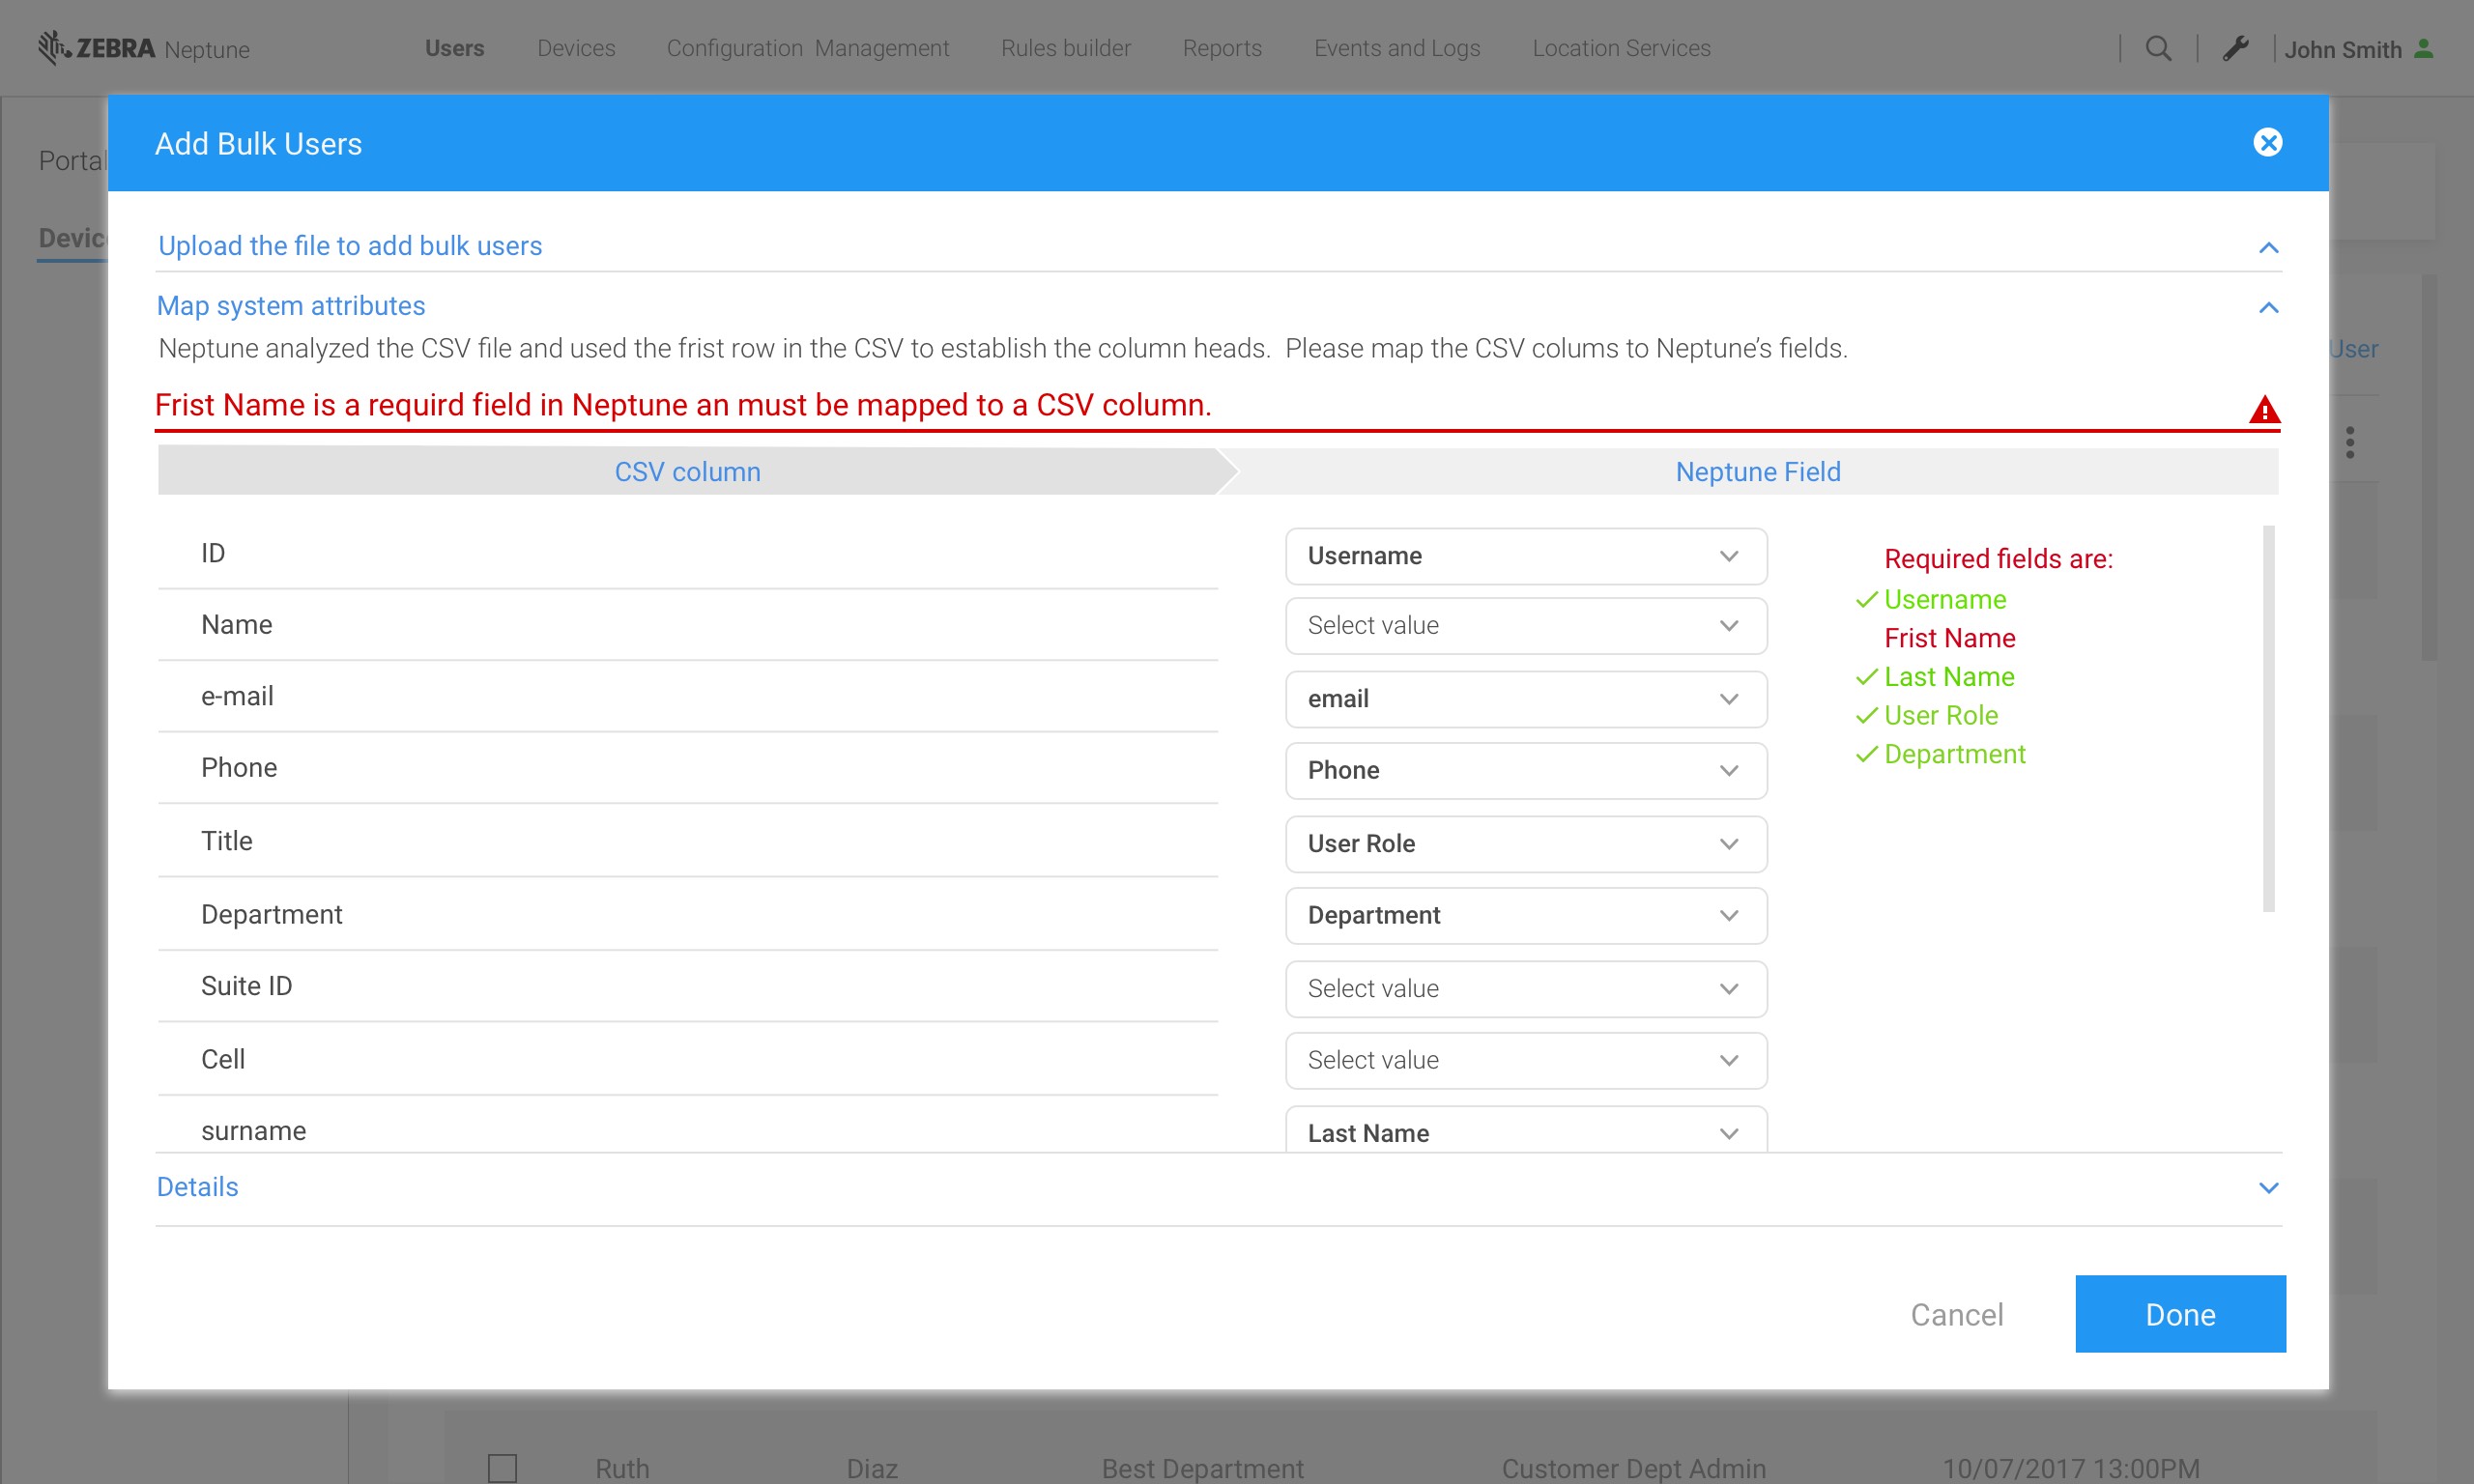 ZEBRA Neptune Users Devices Configuration Management Rules builder Reports Events and Logs Location Services John Smith
Add Bulk Users
Portal
Upload the file to add bulk users
Map system attributes
Neptune analyzed the CSV file and used the frist row in the CSV to establish the column heads. Please map the CSV colums to Neptune’s fields.
User
Frist Name is a requird field in Neptune an must be mapped to a CSV column.
CSV column Neptune Field
ID Username
Required fields are:
Username
Name Select value
Frist Name
Last Name
e-mail email
User Role
Department
Phone Phone
Title User Role
Department Department
Suite ID Select value
Cell Select value
surname Last Name
Details
Cancel Done
Ruth Diaz Best Department Customer Dept Admin 10/07/2017 13:00PM